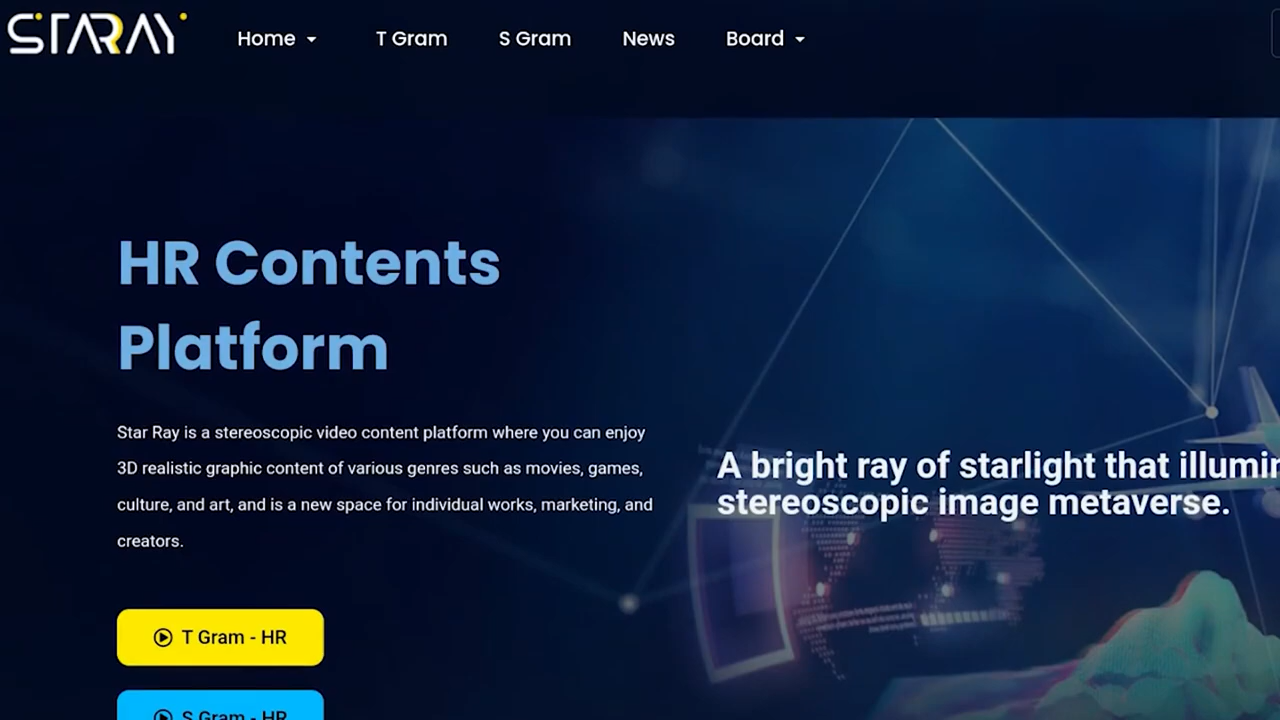 STARAY
Home
T Gram
S Gram
News
Board
HR Contents
Platform
Star Ray is a stereoscopic video content platform where you can enjoy
3D realistic graphic content of various genres such as movies, games,
culture, and art, and is a new space for individual works, marketing, and
creators.
A bright ray of starlight that
stereoscopic image metaverse.
T Gram - HR
S Gram - HR